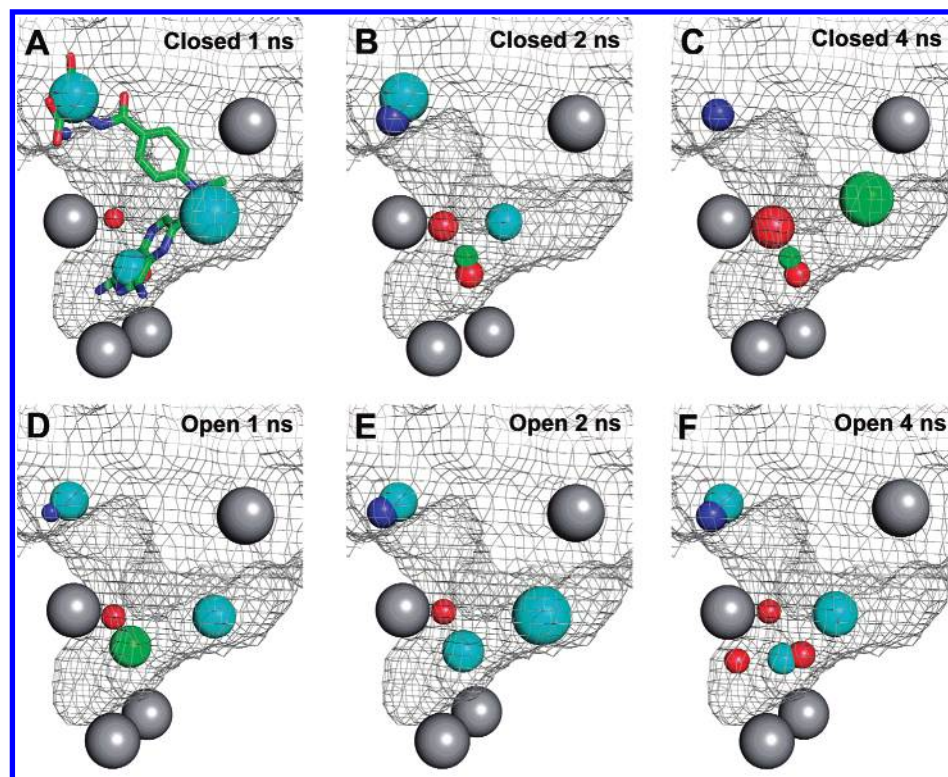 A Closed 1 ns
B Closed 2 ns
C Closed 4 ns
D Open 1 ns
E Open 2 ns
F Open 4 ns